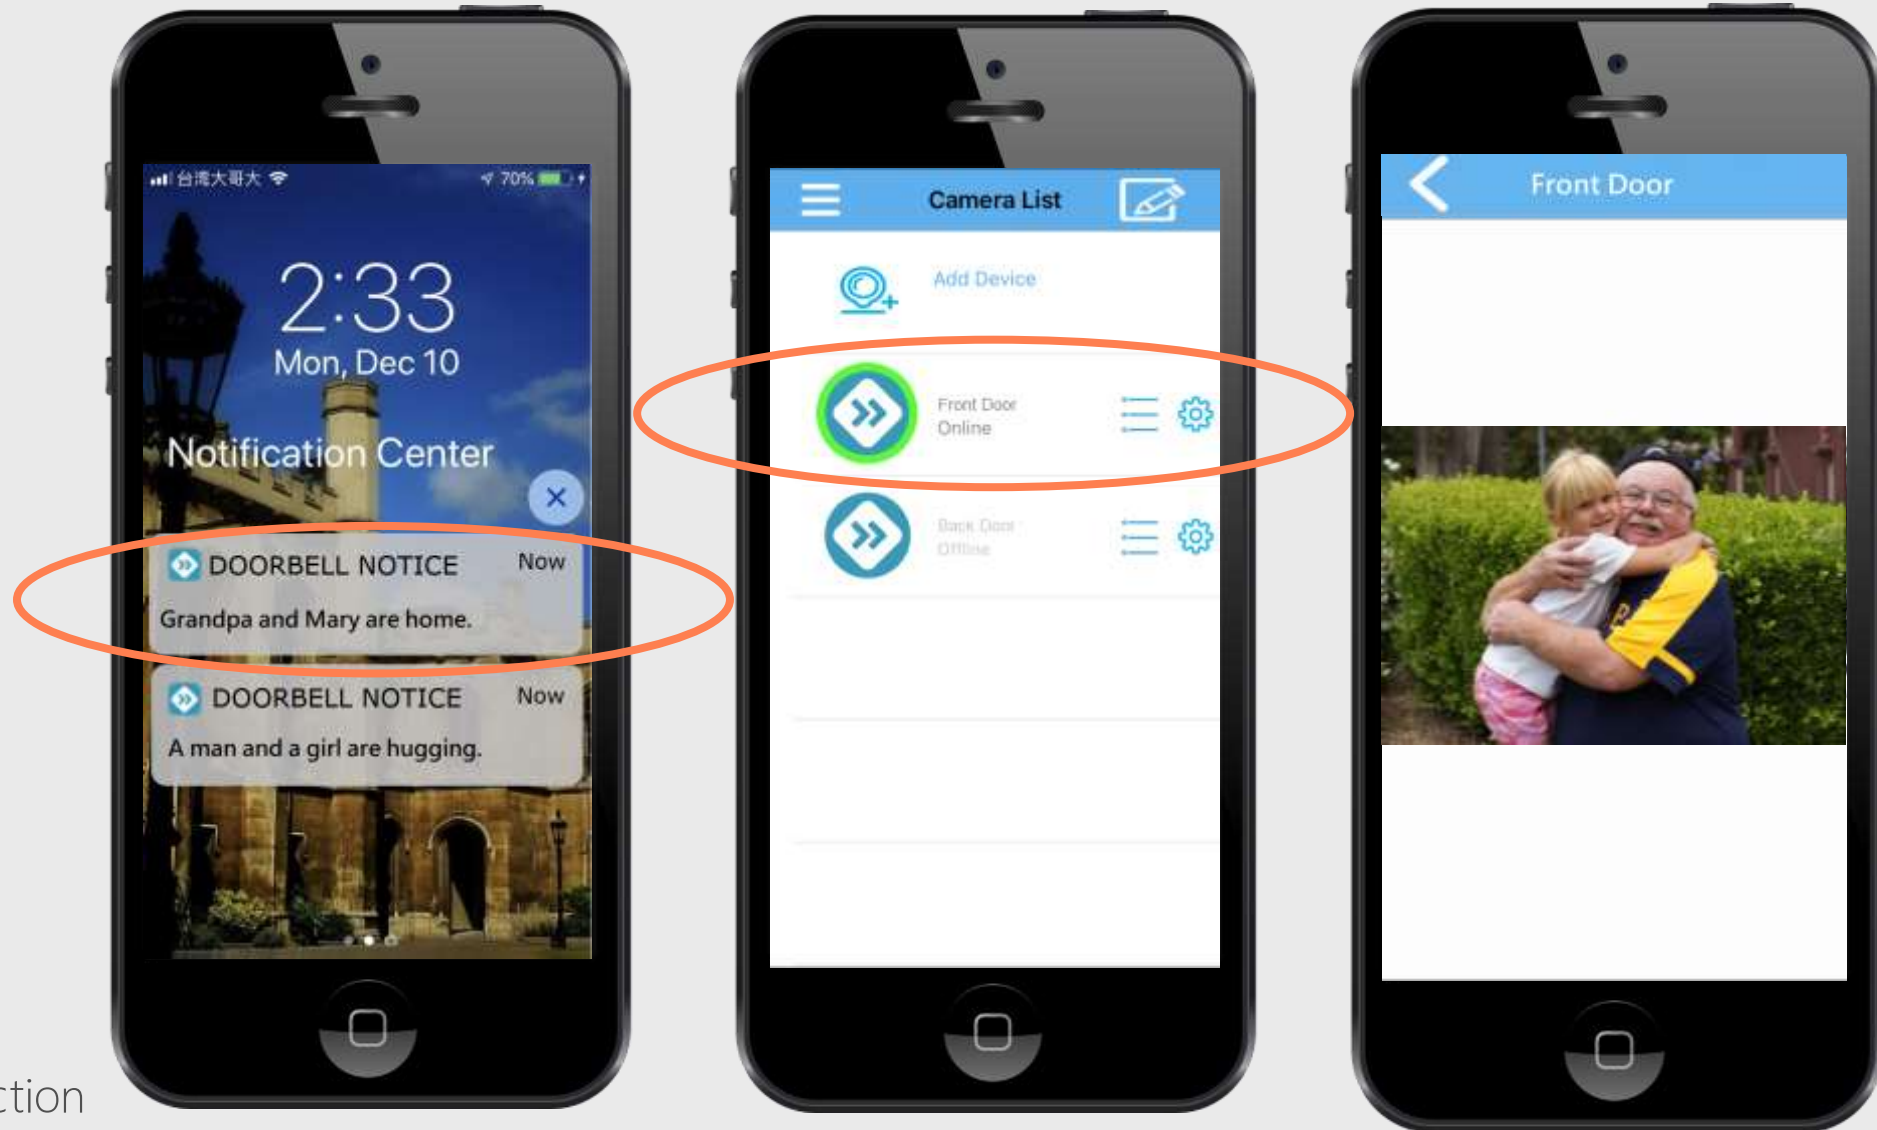 台湾大哥大
70%
2:33
Mon, Dec 10
Notification Center
DOORBELL NOTICE Now
Grandpa and Mary are home.
DOORBELL NOTICE Now
A man and a girl are hugging.
Camera List
Add Device
Front Door
Online
Back Door
Offline
Front Door
ction